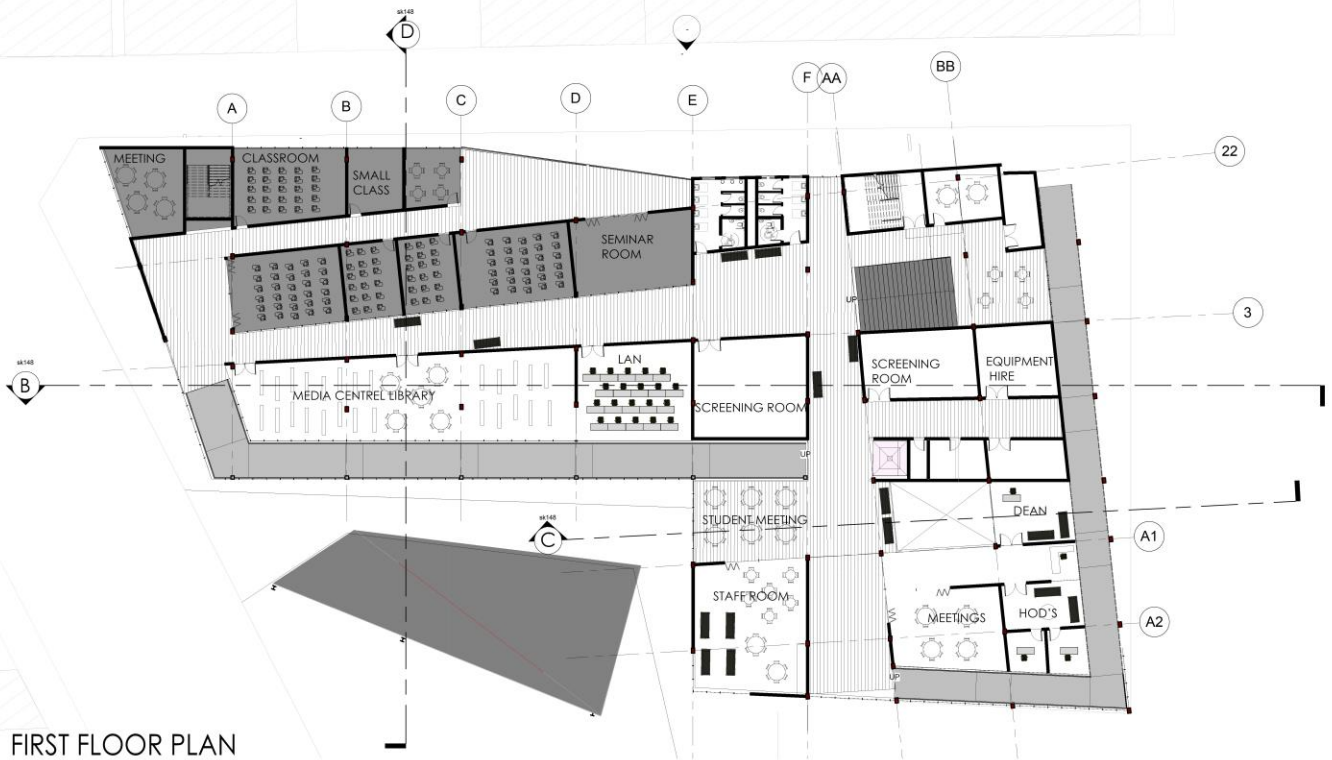 sk148
D
-
A
B
C
D
E
F
AA
BB
22
MEETING
CLASSROOM
SMALL
CLASS
SEMINAR
ROOM
UP
3
LAN
SCREENING
ROOM
EQUIPMENT
HIRE
sk148
B
MEDIA CENTREL LIBRARY
SCREENING ROOM
UP
STUDENT MEETING
DEAN
sk148
C
A1
STAFF ROOM
MEETINGS
HOD'S
A2
UP
FIRST FLOOR PLAN